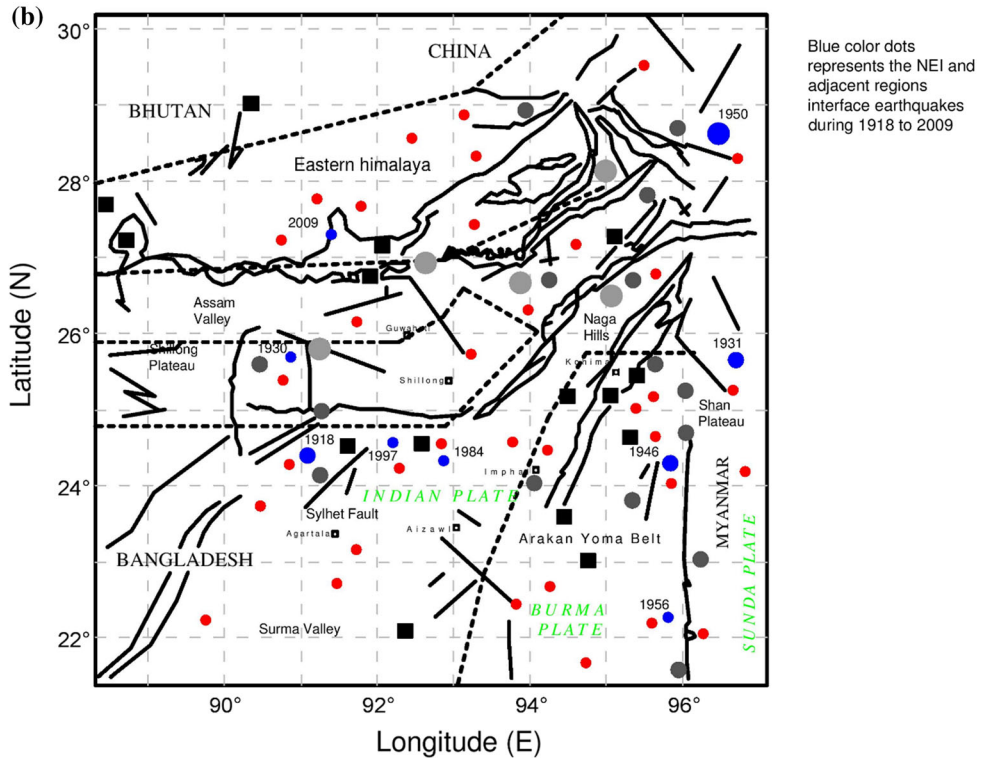 (b)
30°
28°
26°
24°
22°
Latitude (N)
90°
92°
94°
96°
Longitude (E)
CHINA
BHUTAN
Eastern himalaya
1950
2009
Assam
Valley
Guwahati
Naga
Hills
Shillong
Plateau
1930
1931
Kohima
Shillong
Shan
Plateau
1918
1997
1984
1946
Imphal
INDIAN PLATE
Sylhet Fault
MYANMAR
Agartala
Aizawl
Arakan Yoma Belt
BANGLADESH
SUNDA PLATE
1956
BURMA
PLATE
Surma Valley
Blue color dots
represents the NEI and
adjacent regions
interface earthquakes
during 1918 to 2009